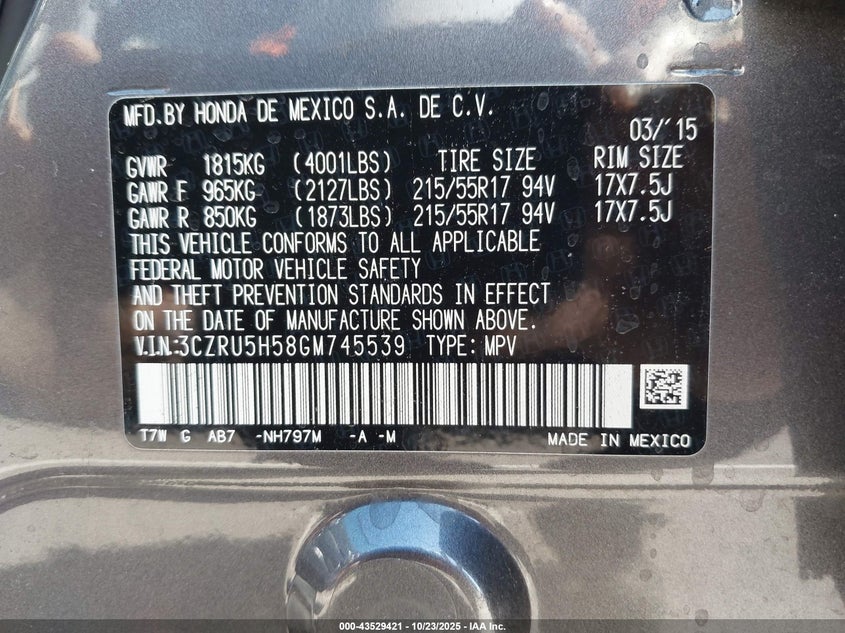 MFD.BY HONDA DE MEXICO S.A. DE C.V.
03/'15
GVWR 1815KG (4001LBS) TIRE SIZE RIM SIZE
GAWR F 965KG (2127LBS) 215/55R17 94V 17X7.5J
GAWR R 850KG (1873LBS) 215/55R17 94V 17X7.5J
THIS VEHICLE CONFORMS TO ALL APPLICABLE
FEDERAL MOTOR VEHICLE SAFETY
AND THEFT PREVENTION STANDARDS IN EFFECT
ON THE DATE OF MANUFACTURE SHOWN ABOVE.
V.I.N:3CZRU5H58GM745539 TYPE: MPV
T7W G AB7 -NH797M -A -M MADE IN MEXICO
000-43529421 - 10/23/2025 - IAA Inc.